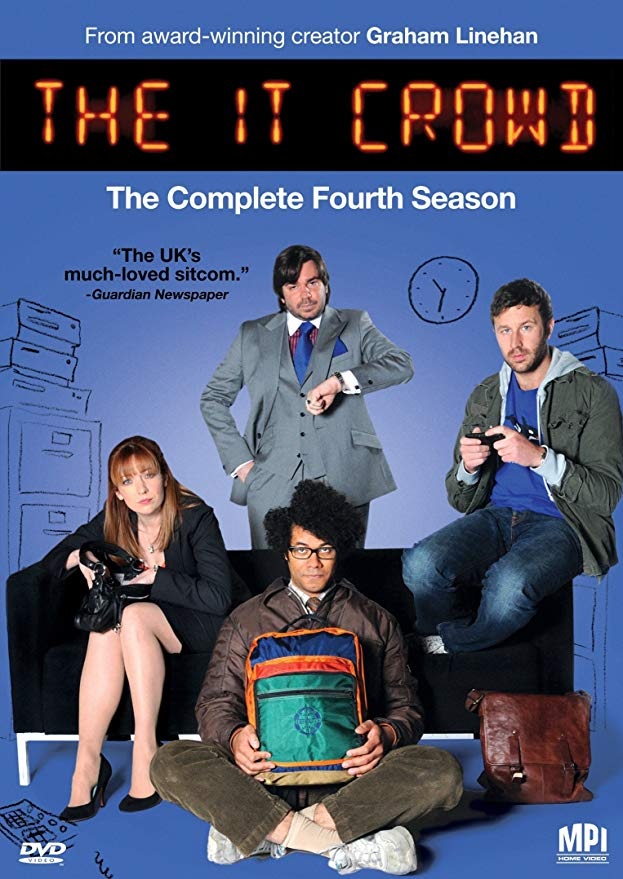 From award-winning creator Graham Linehan
THE IT CROWD
The Complete Fourth Season
“The UK’s
much-loved sitcom.”
-Guardian Newspaper
DVD
VIDEO
MPI
HOME VIDEO